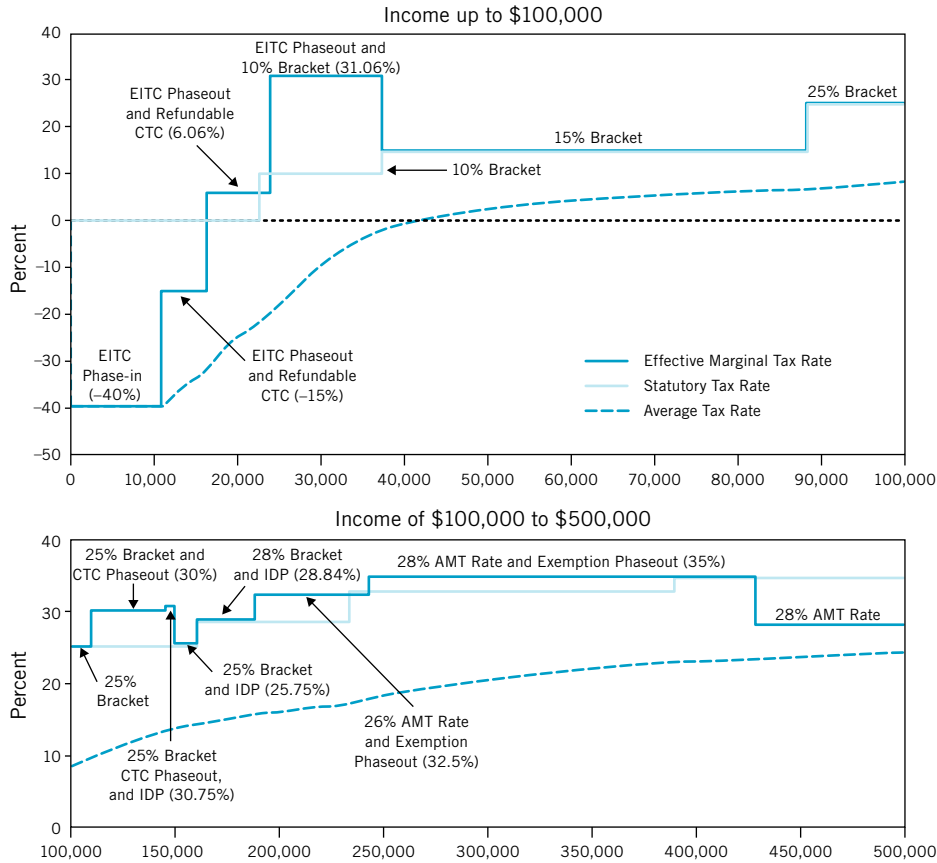 Income up to $100,000
40
30
20
10
0
−10
−20
−30
−40
−50
Percent
EITC Phaseout and
10% Bracket (31.06%)
EITC Phaseout
and Refundable
CTC (6.06%)
25% Bracket
15% Bracket
10% Bracket
EITC
Phase-in
(−40%)
EITC Phaseout
and Refundable
CTC (−15%)
Effective Marginal Tax Rate
Statutory Tax Rate
Average Tax Rate
0
10,000
20,000
30,000
40,000
50,000
60,000
70,000
80,000
90,000
100,000
Income of $100,000 to $500,000
40
30
20
10
0
Percent
25% Bracket and
CTC Phaseout (30%)
28% Bracket
and IDP (28.84%)
28% AMT Rate and Exemption Phaseout (35%)
28% AMT Rate
25%
Bracket
25% Bracket
and IDP (25.75%)
26% AMT Rate
and Exemption
Phaseout (32.5%)
25% Bracket
CTC Phaseout,
and IDP (30.75%)
100,000
150,000
200,000
250,000
300,000
350,000
400,000
450,000
500,000